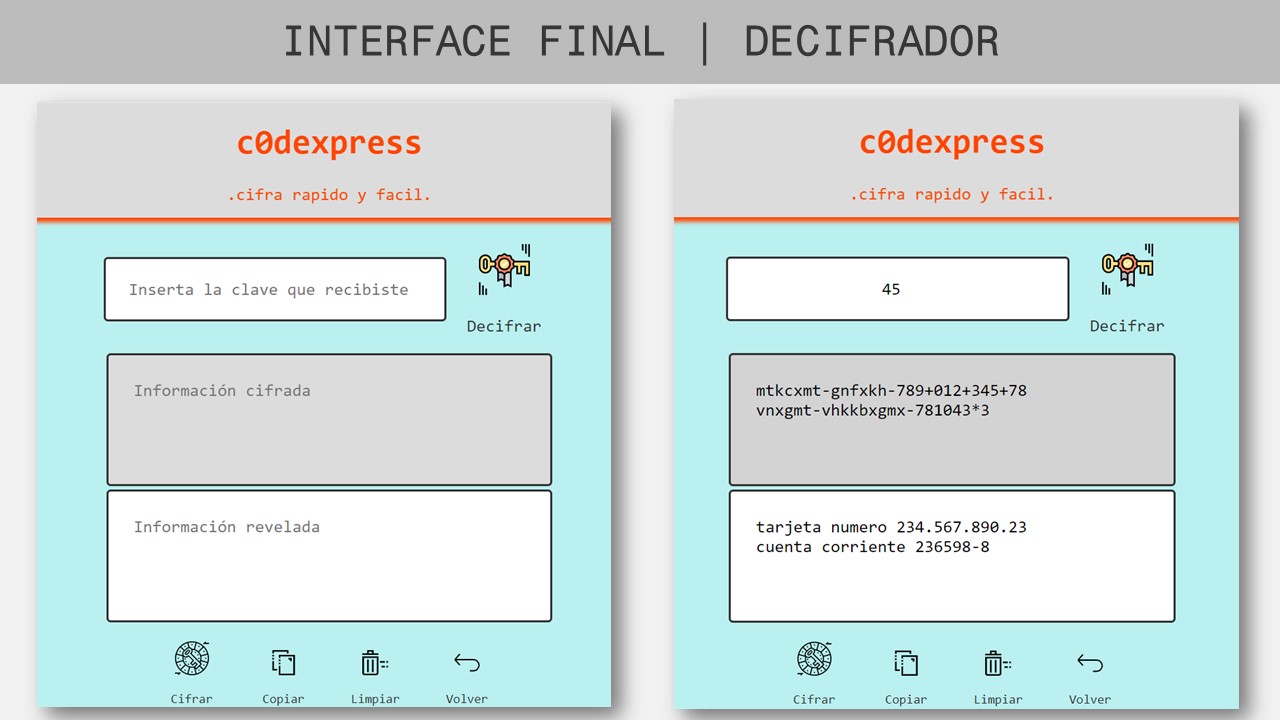 INTERFACE FINAL | DECIFRADOR
c0dexpress
.cifra rapido y facil.
Inserta la clave que recibiste
Decifrar
Información cifrada
Información revelada
Cifrar
Copiar
Limpiar
Volver
c0dexpress
.cifra rapido y facil.
45
Decifrar
mtkcxmt-gnfxkh-789+012+345+78
vnxgmt-vhkkbxgmx-781043*3
tarjeta numero 234.567.890.23
cuenta corriente 236598-8
Cifrar
Copiar
Limpiar
Volver